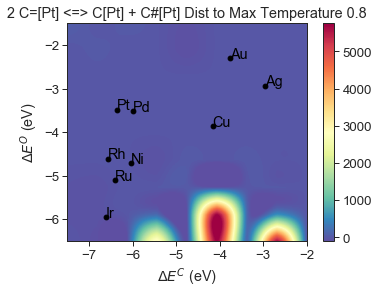 2 C=[Pt] <=> C[Pt] + C#[Pt] Dist to Max Temperature 0.8
−2
−3
−4
−5
−6
ΔE^O (eV)
Au
Ag
Pt
Pd
Cu
Rh
Ni
Ru
Ir
−7
−6
−5
−4
−3
−2
ΔE^C (eV)
5000
4000
3000
2000
1000
0